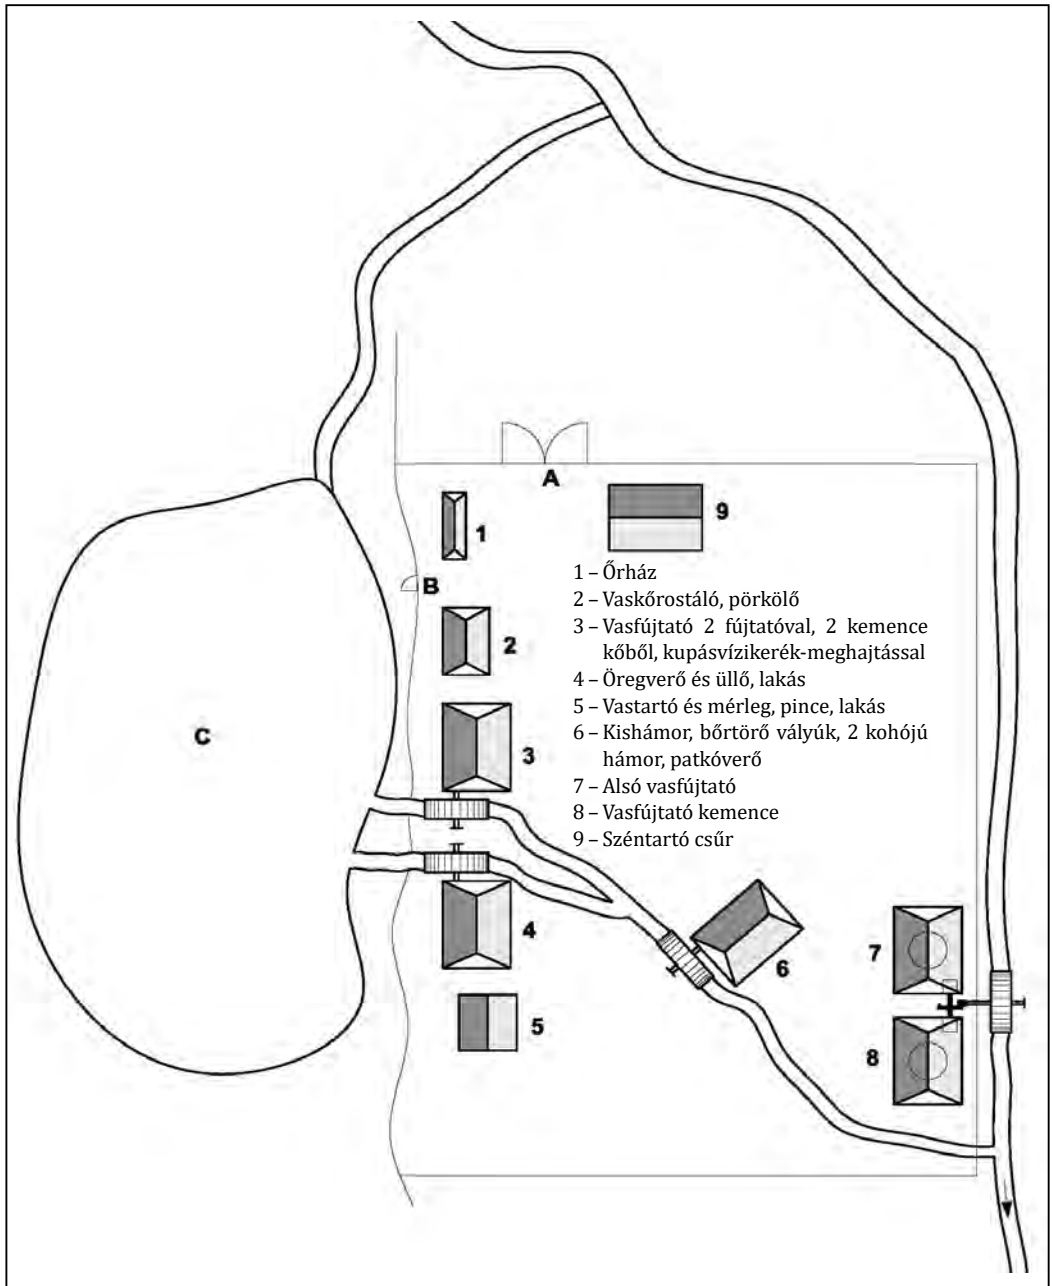 A
9
1
1 – Őrház
B
2 – Vaskőrostáló, pörkölő
3 – Vasfújtató 2 fújtatóval, 2 kemence
kőből, kupásvízikerék-meghajtással
2
4 – Öregverő és üllő, lakás
5 – Vastartó és mérleg, pince, lakás
6 – Kishámor, bőrtörő vályúk, 2 kohójú
hámor, patkóverő
C
3
7 – Alsó vasfújtató
8 – Vasfújtató kemence
9 – Széntartó csűr
4
7
6
5
8